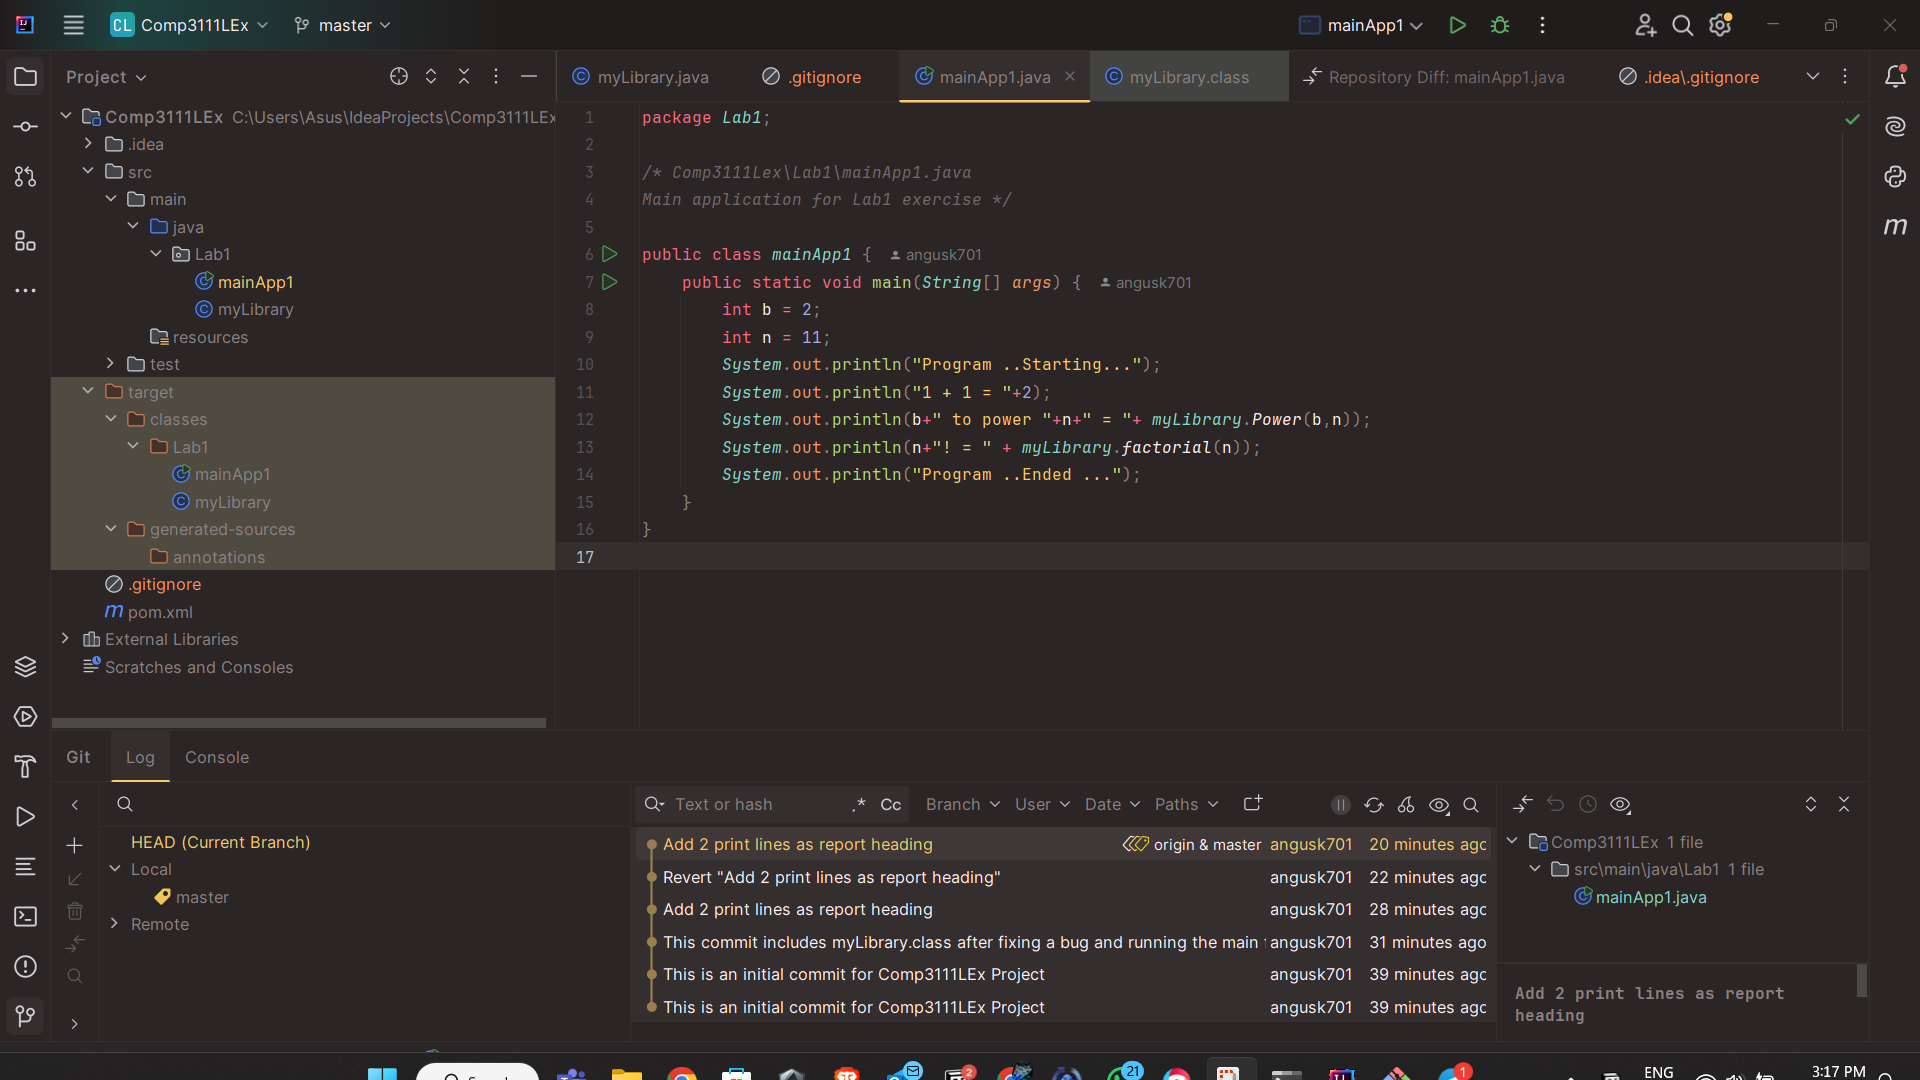 CL Comp3111LEx master mainApp1
Project
myLibrary.java .gitignore mainApp1.java myLibrary.class Repository Diff: mainApp1.java .idea\.gitignore
Comp3111LEx C:\Users\Asus\IdeaProjects\Comp3111LEx
.idea
src
main
java
Lab1
mainApp1
myLibrary
resources
test
target
classes
Lab1
mainApp1
myLibrary
generated-sources
annotations
.gitignore
pom.xml
External Libraries
Scratches and Consoles
1 package Lab1;
2
3 /* Comp3111Lex\Lab1\mainApp1.java
4 Main application for Lab1 exercise */
5
6 public class mainApp1 { angusk701
7 public static void main(String[] args) { angusk701
8 int b = 2;
9 int n = 11;
10 System.out.println("Program ..Starting...");
11 System.out.println("1 + 1 = "+2);
12 System.out.println(b+" to power "+n+" = "+ myLibrary.Power(b,n));
13 System.out.println(n+"! = " + myLibrary.factorial(n));
14 System.out.println("Program ..Ended ...");
15 }
16 }
17
Git Log Console
HEAD (Current Branch)
Local
master
Remote
Text or hash .* Cc Branch User Date Paths
Add 2 print lines as report heading origin & master angusk701 20 minutes ago
Revert "Add 2 print lines as report heading" angusk701 22 minutes ago
Add 2 print lines as report heading angusk701 28 minutes ago
This commit includes myLibrary.class after fixing a bug and running the main angusk701 31 minutes ago
This is an initial commit for Comp3111LEx Project angusk701 39 minutes ago
This is an initial commit for Comp3111LEx Project angusk701 39 minutes ago
Comp3111LEx 1 file
src\main\java\Lab1 1 file
mainApp1.java
Add 2 print lines as report
heading
2 21 1 ENG 3:17 PM